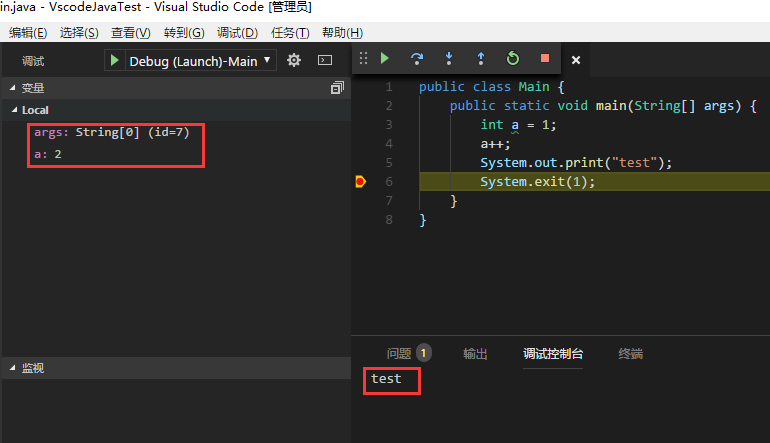 in.java - VscodeJavaTest - Visual Studio Code [管理员]
编辑(E) 选择(S) 查看(V) 转到(G) 调试(D) 任务(T) 帮助(H)
调试 Debug (Launch)-Main
变量
Local
args: String[0] (id=7)
a: 2
监视
1 public class Main {
2 public static void main(String[] args) {
3 int a = 1;
4 a++;
5 System.out.print("test");
6 System.exit(1);
7 }
8 }
问题 1 输出 调试控制台 终端
test